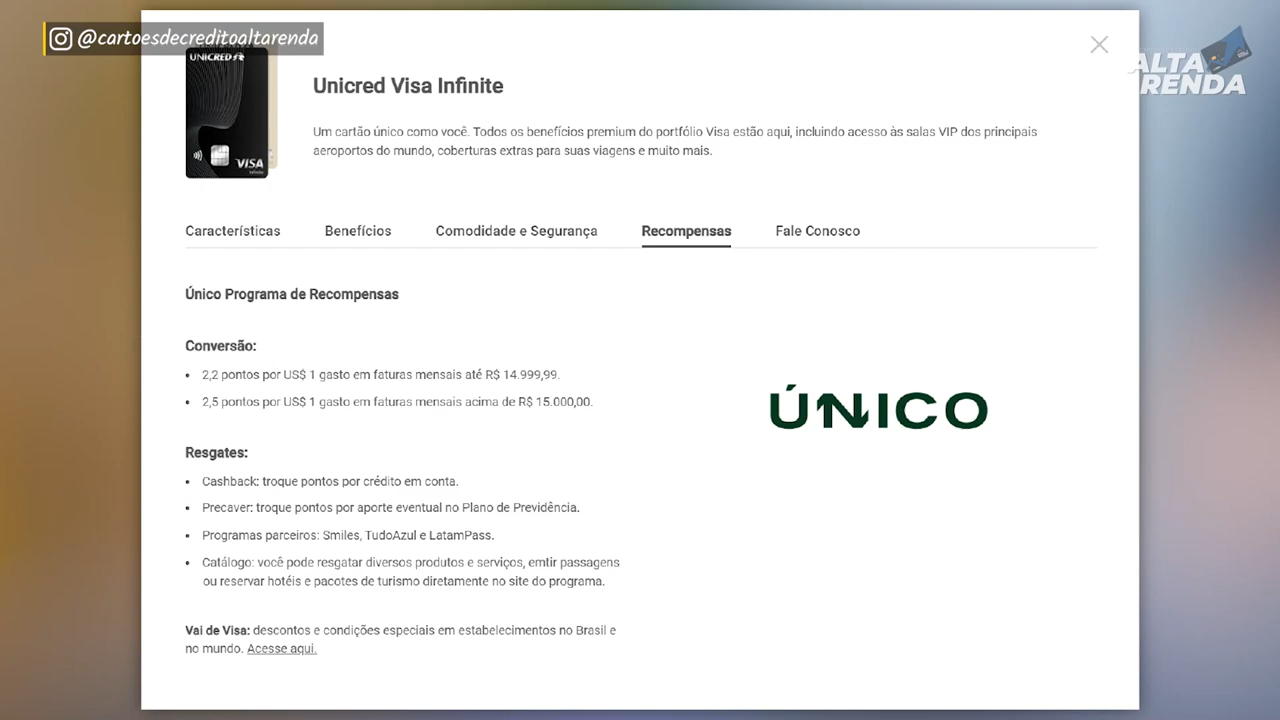 @cartoesdecreditoaltarenda
ALTA
RENDA
UNICRED
VISA
Infinite
Unicred Visa Infinite
Um cartão único como você. Todos os benefícios premium do portfólio Visa estão aqui, incluindo acesso às salas VIP dos principais
aeroportos do mundo, coberturas extras para suas viagens e muito mais.
Características Benefícios Comodidade e Segurança Recompensas Fale Conosco
Único Programa de Recompensas
Conversão:
• 2,2 pontos por US$ 1 gasto em faturas mensais até R$ 14.999,99.
• 2,5 pontos por US$ 1 gasto em faturas mensais acima de R$ 15.000,00.
ÚNICO
Resgates:
• Cashback: troque pontos por crédito em conta.
• Precaver: troque pontos por aporte eventual no Plano de Previdência.
• Programas parceiros: Smiles, TudoAzul e LatamPass.
• Catálogo: você pode resgatar diversos produtos e serviços, emtir passagens
ou reservar hotéis e pacotes de turismo diretamente no site do programa.
Vai de Visa: descontos e condições especiais em estabelecimentos no Brasil e
no mundo. Acesse aqui.